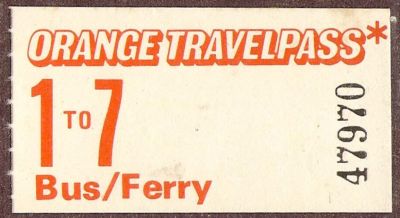 ORANGE TRAVELPASS*
1 TO 7
Bus/Ferry
47970